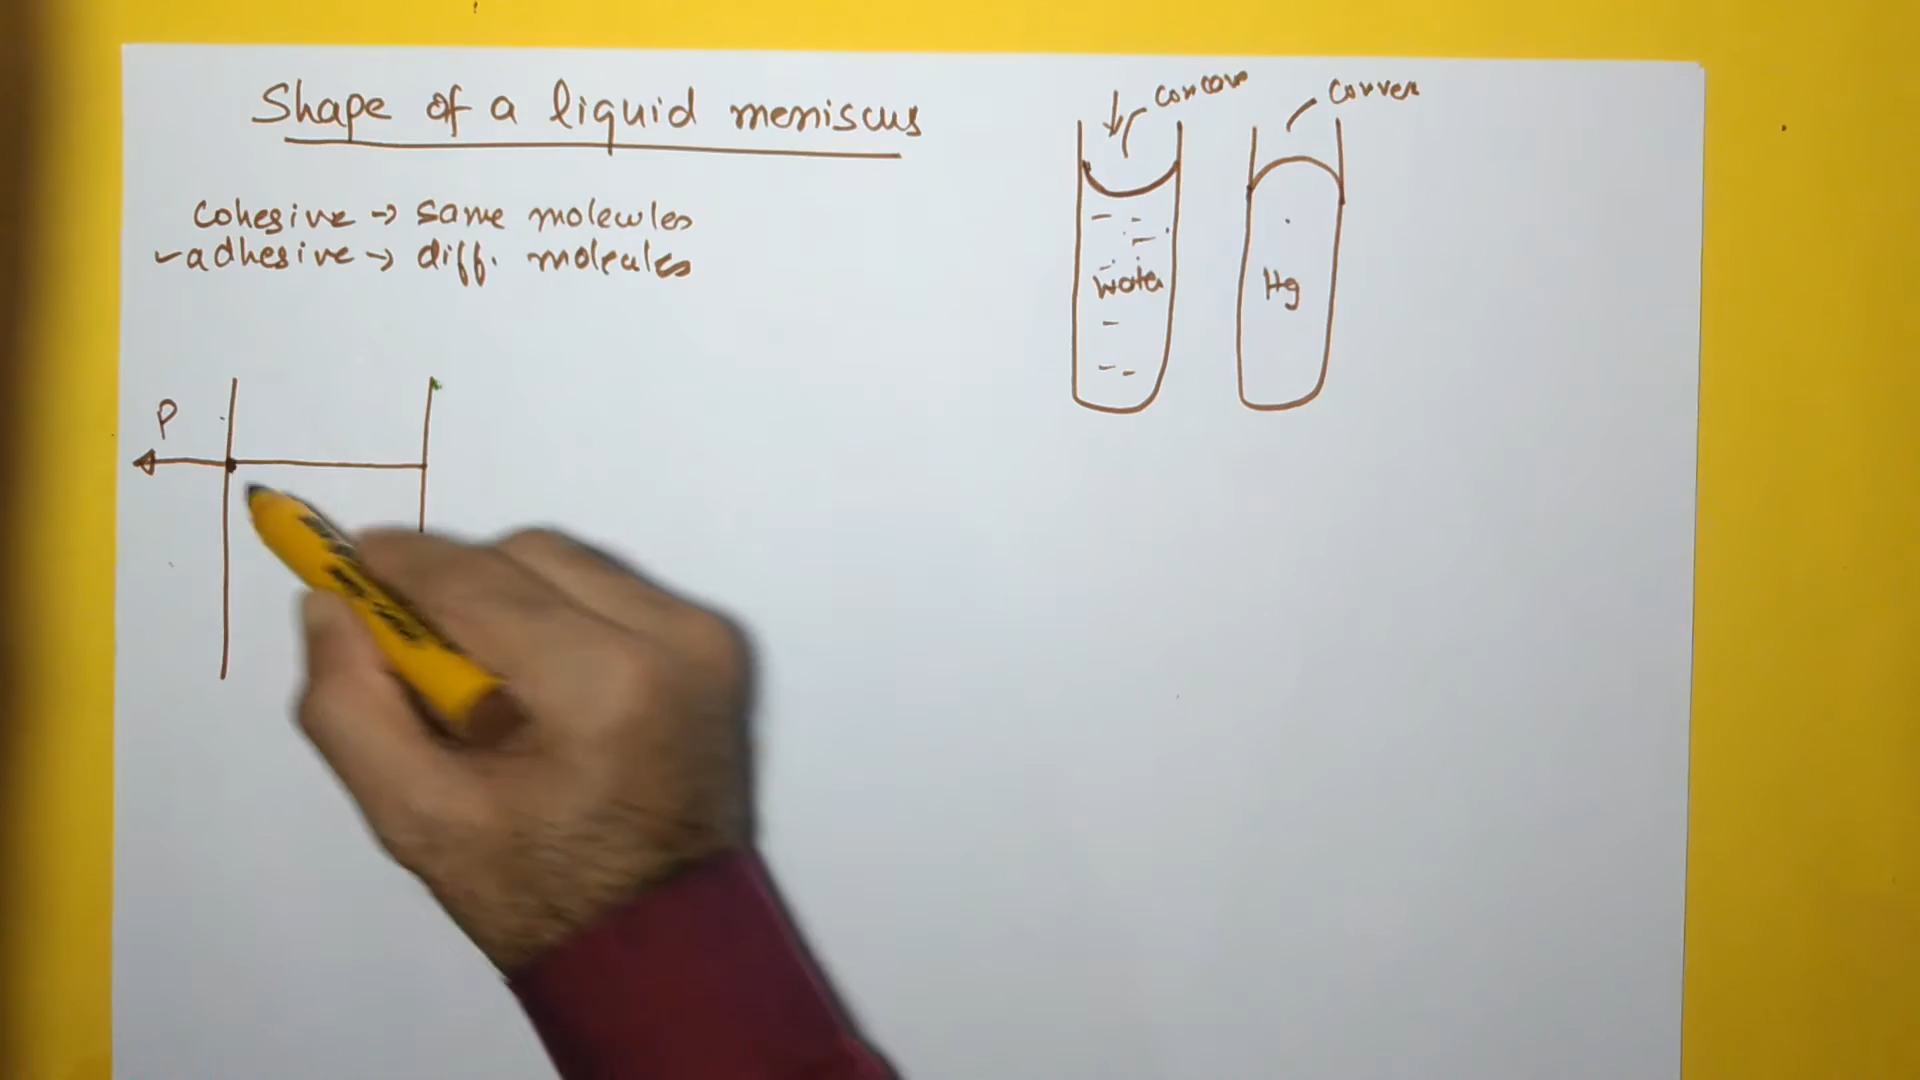 Shape of a liquid meniscus
Cohesive → same molecules
✓adhesive → diff. molecules
P
concave
convex
water
Hg